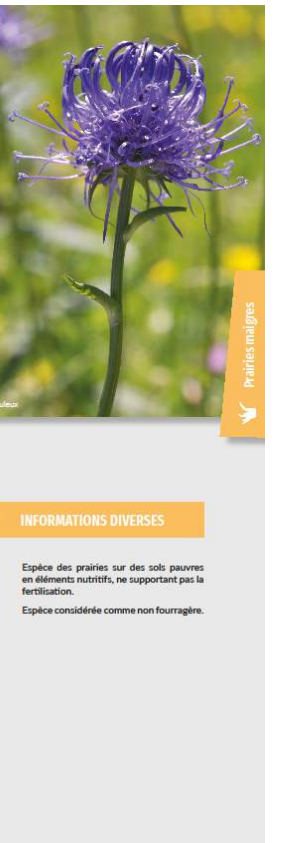 Prairies maigres
uleux
INFORMATIONS DIVERSES
Espèce des prairies sur des sols pauvres
en éléments nutritifs, ne supportant pas la
fertilisation.
Espèce considérée comme non fourragère.